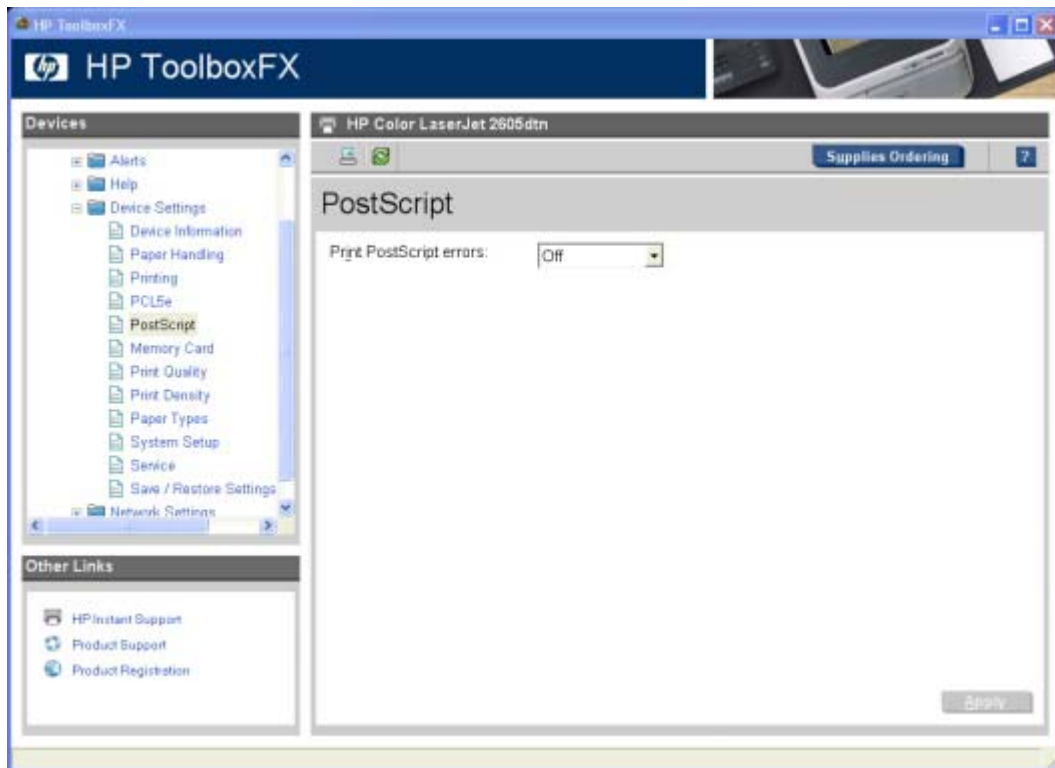 HP ToolboxFX
hp HP ToolboxFX
Devices
Alerts
Help
Device Settings
Device Information
Paper Handling
Printing
PCL5e
PostScript
Memory Card
Print Quality
Print Density
Paper Types
System Setup
Service
Save / Restore Settings
Network Settings
Other Links
HP Instant Support
Product Support
Product Registration
HP Color LaserJet 2605dtn
Supplies Ordering ?
PostScript
Print PostScript errors: Off
Apply